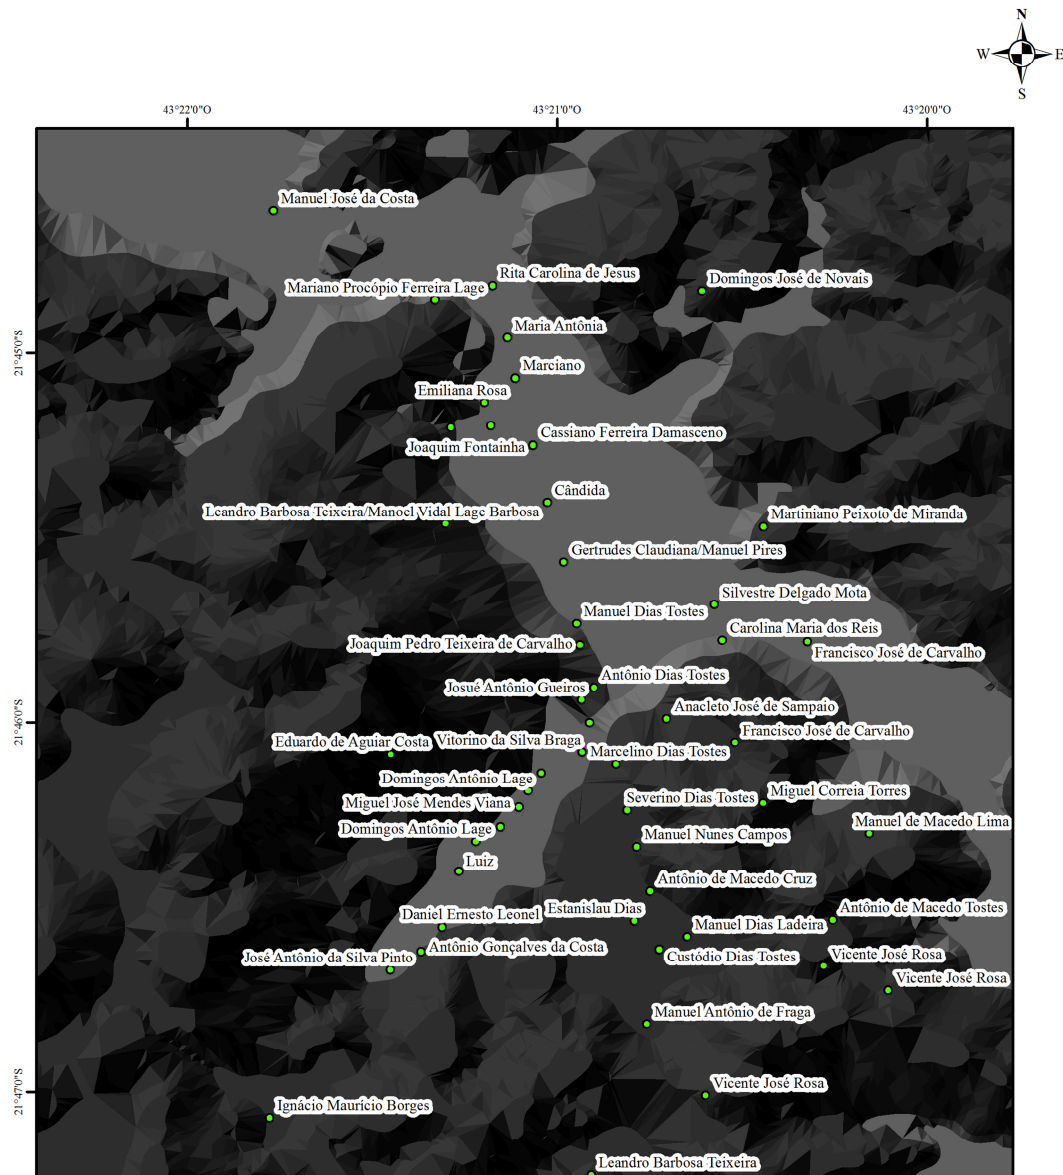 N
W
E
S
43°22'0"O
43°21'0"O
43°20'0"O
Manuel José da Costa
Rita Carolina de Jesus
Domingos José de Novais
Mariano Procópio Ferreira Lage
Maria Antônia
21°45'0"S
Marciano
Emiliana Rosa
Cassiano Ferreira Damasceno
Joaquim Fontainha
Cândida
Leandro Barbosa Teixeira/Manoel Vidal Lage Barbosa
Martiniano Peixoto de Miranda
Gertrudes Claudiana/Manuel Pires
Silvestre Delgado Mota
Manuel Dias Tostes
Carolina Maria dos Reis
Joaquim Pedro Teixeira de Carvalho
Francisco José de Carvalho
Antônio Dias Tostes
Josué Antônio Gueiros
Anacleto José de Sampaio
21°46'0"S
Francisco José de Carvalho
Eduardo de Aguiar Costa
Vitorino da Silva Braga
Marcelino Dias Tostes
Domingos Antônio Lage
Miguel Correia Torres
Severino Dias Tostes
Miguel José Mendes Viana
Manuel de Macedo Lima
Domingos Antônio Lage
Manuel Nunes Campos
Luiz
Antônio de Macedo Cruz
Daniel Ernesto Leonel
Estanislau Dias
Antônio de Macedo Tostes
Manuel Dias Ladeira
Antônio Gonçalves da Costa
José Antônio da Silva Pinto
Custódio Dias Tostes
Vicente José Rosa
Vicente José Rosa
Manuel Antônio de Fraga
21°47'0"S
Vicente José Rosa
Ignácio Maurício Borges
Leandro Barbosa Teixeira